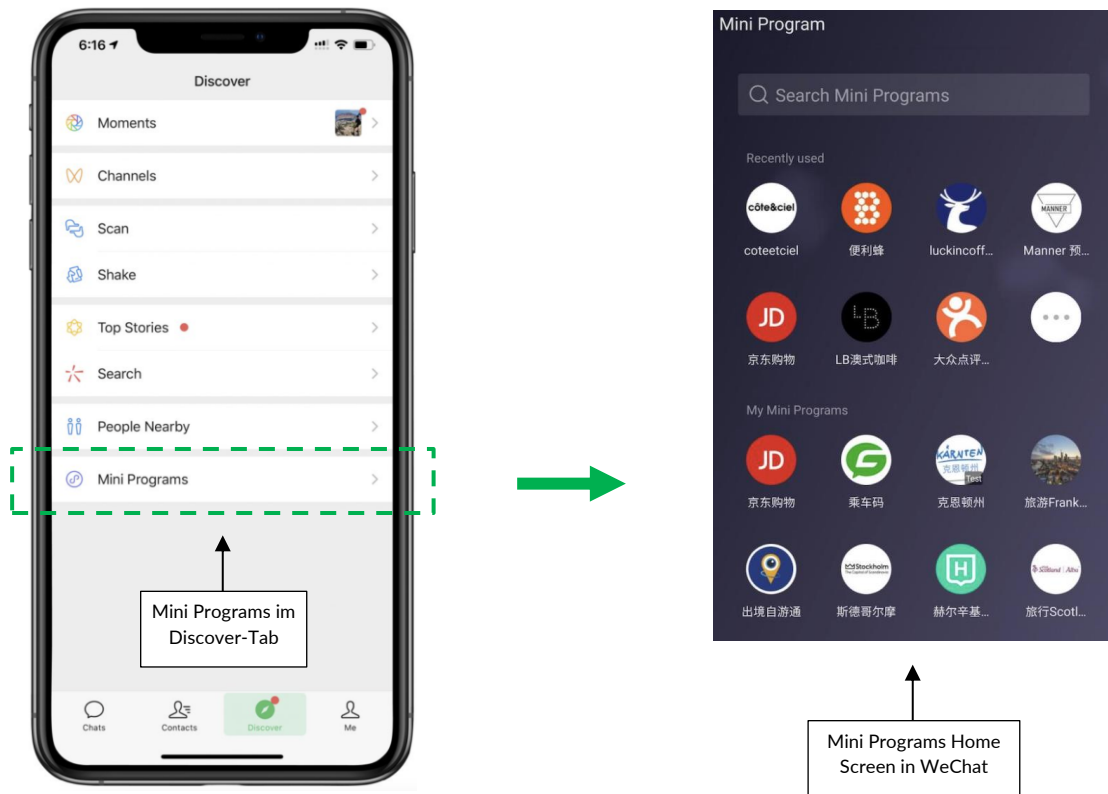 6:16
Discover
Moments
Channels
Scan
Shake
Top Stories
Search
People Nearby
Mini Programs
Mini Programs im
Discover-Tab
Chats
Contacts
Discover
Me
Mini Program
Search Mini Programs
Recently used
côte&ciel
MANNER
coteetciel
便利蜂
luckincoff...
Manner 预...
JD
LB
京东购物
LB澳式咖啡
大众点评...
My Mini Programs
JD
KÄRNTEN
克恩顿州
Test
京东购物
乘车码
克恩顿州
旅游Frank...
Stockholm
H
出境自游通
斯德哥尔摩
赫尔辛基...
旅行Scotl...
Mini Programs Home
Screen in WeChat